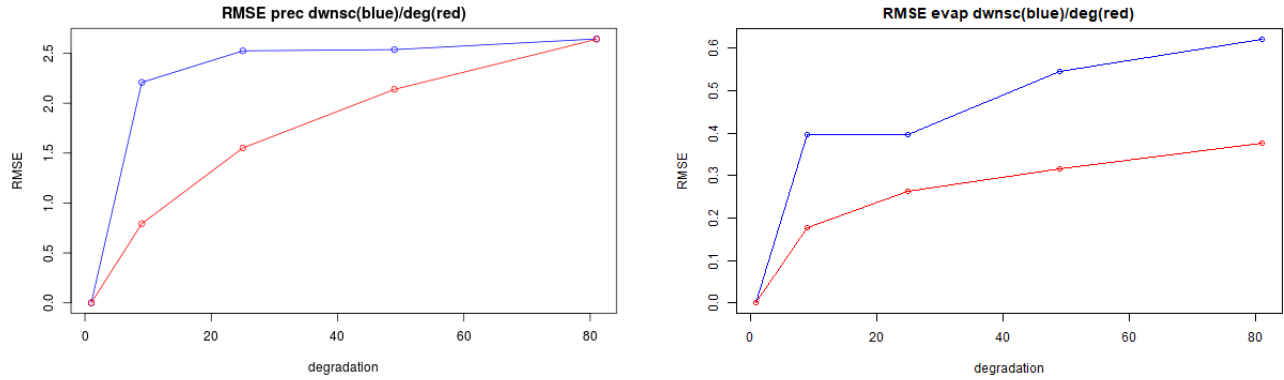 RMSE prec dwnsc(blue)/deg(red)
RMSE
2.5
2.0
1.5
1.0
0.5
0.0
0 20 40 60 80
degradation
RMSE evap dwnsc(blue)/deg(red)
RMSE
0.6
0.5
0.4
0.3
0.2
0.1
0.0
0 20 40 60 80
degradation